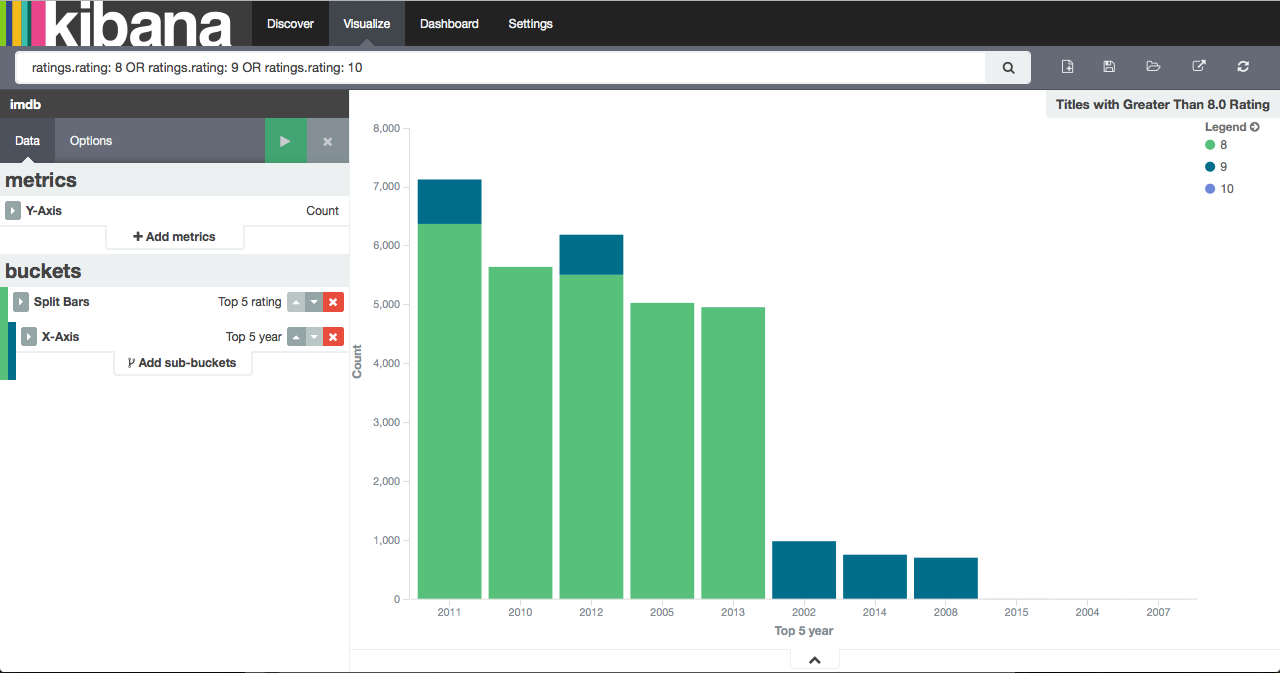 kibana
Discover
Visualize
Dashboard
Settings
ratings.rating: 8 OR ratings.rating: 9 OR ratings.rating: 10
imdb
Data
Options
metrics
Y-Axis Count
Add metrics
buckets
Split Bars Top 5 rating
X-Axis Top 5 year
Add sub-buckets
Titles with Greater Than 8.0 Rating
Legend
8
9
10
8,000
7,000
6,000
5,000
4,000
3,000
2,000
1,000
0
Count
2011 2010 2012 2005 2013 2002 2014 2008 2015 2004 2007
Top 5 year